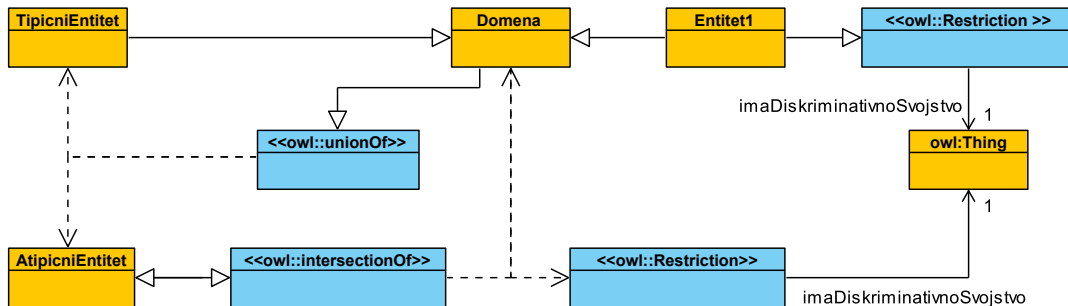 TipicniEntitet
Domena
Entitet1
<<owl::Restriction >>
imaDiskriminativnoSvojstvo
1
<<owl::unionOf>>
owl:Thing
1
AtipicniEntitet
<<owl::intersectionOf>>
<<owl::Restriction>>
imaDiskriminativnoSvojstvo